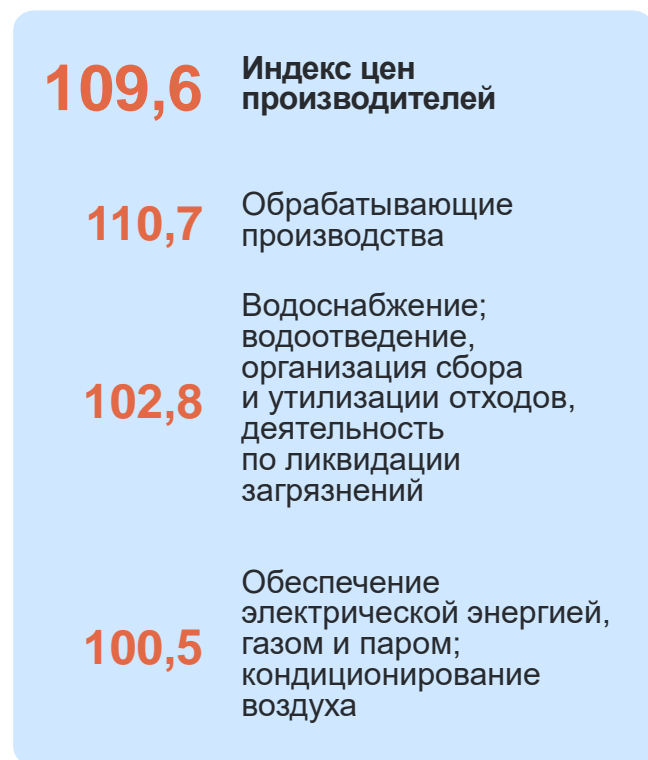 109,6
Индекс цен
производителей
110,7
Обрабатывающие
производства
102,8
Водоснабжение;
водоотведение,
организация сбора
и утилизации отходов,
деятельность
по ликвидации
загрязнений
100,5
Обеспечение
электрической энергией,
газом и паром;
кондиционирование
воздуха